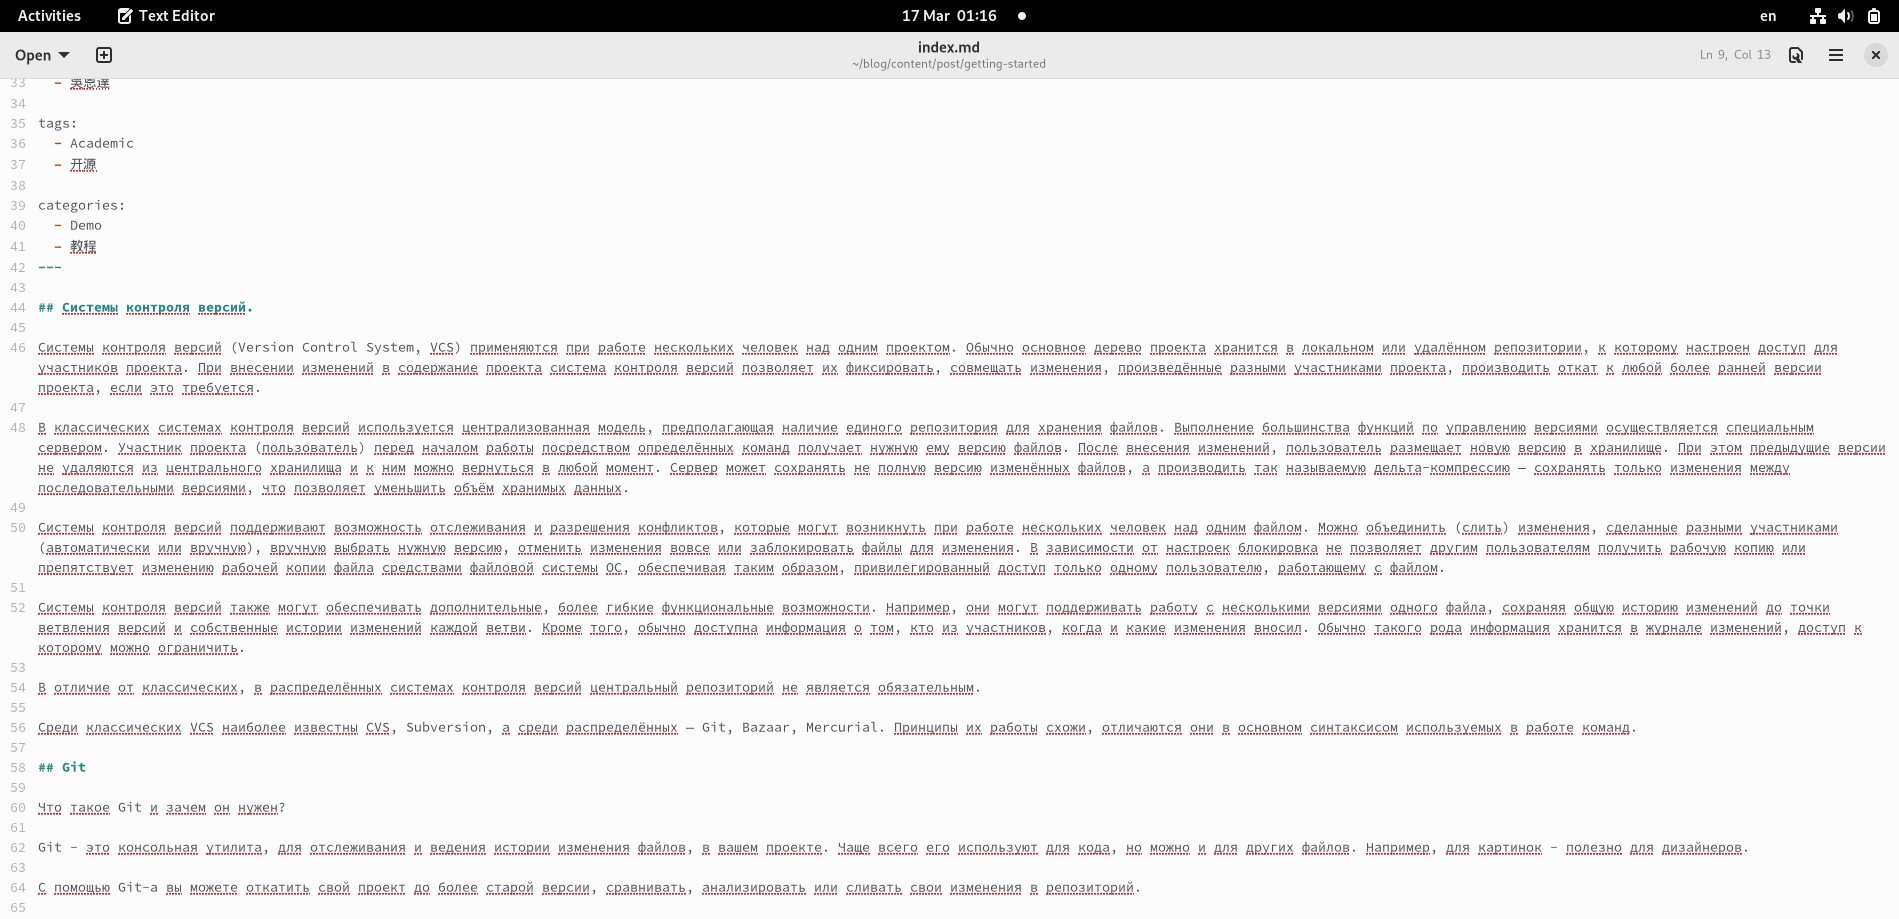 Activities
Text Editor
17 Mar 01:16
en
Open
index.md
~/blog/content/post/getting-started
Ln 9, Col 13
33 - 吳恩達
34
35 tags:
36 - Academic
37 - 开源
38
39 categories:
40 - Demo
41 - 教程
42 ---
43
44 ## Системы контроля версий.
45
46 Системы контроля версий (Version Control System, VCS) применяются при работе нескольких человек над одним проектом. Обычно основное дерево проекта хранится в локальном или удалённом репозитории, к которому настроен доступ для
участников проекта. При внесении изменений в содержание проекта система контроля версий позволяет их фиксировать, совмещать изменения, произведённые разными участниками проекта, производить откат к любой более ранней версии
проекта, если это требуется.
47
48 В классических системах контроля версий используется централизованная модель, предполагающая наличие единого репозитория для хранения файлов. Выполнение большинства функций по управлению версиями осуществляется специальным
сервером. Участник проекта (пользователь) перед началом работы посредством определённых команд получает нужную ему версию файлов. После внесения изменений, пользователь размещает новую версию в хранилище. При этом предыдущие версии
не удаляются из центрального хранилища и к ним можно вернуться в любой момент. Сервер может сохранять не полную версию изменённых файлов, а производить так называемую дельта-компрессию — сохранять только изменения между
последовательными версиями, что позволяет уменьшить объём хранимых данных.
49
50 Системы контроля версий поддерживают возможность отслеживания и разрешения конфликтов, которые могут возникнуть при работе нескольких человек над одним файлом. Можно объединить (слить) изменения, сделанные разными участниками
(автоматически или вручную), вручную выбрать нужную версию, отменить изменения вовсе или заблокировать файлы для изменения. В зависимости от настроек блокировка не позволяет другим пользователям получить рабочую копию или
препятствует изменению рабочей копии файла средствами файловой системы ОС, обеспечивая таким образом, привилегированный доступ только одному пользователю, работающему с файлом.
51
52 Системы контроля версий также могут обеспечивать дополнительные, более гибкие функциональные возможности. Например, они могут поддерживать работу с несколькими версиями одного файла, сохраняя общую историю изменений до точки
ветвления версий и собственные истории изменений каждой ветви. Кроме того, обычно доступна информация о том, кто из участников, когда и какие изменения вносил. Обычно такого рода информация хранится в журнале изменений, доступ к
которому можно ограничить.
53
54 В отличие от классических, в распределённых системах контроля версий центральный репозиторий не является обязательным.
55
56 Среди классических VCS наиболее известны CVS, Subversion, а среди распределённых — Git, Bazaar, Mercurial. Принципы их работы схожи, отличаются они в основном синтаксисом используемых в работе команд.
57
58 ## Git
59
60 Что такое Git и зачем он нужен?
61
62 Git - это консольная утилита, для отслеживания и ведения истории изменения файлов, в вашем проекте. Чаще всего его используют для кода, но можно и для других файлов. Например, для картинок - полезно для дизайнеров.
63
64 С помощью Git-a вы можете откатить свой проект до более старой версии, сравнивать, анализировать или сливать свои изменения в репозиторий.
65